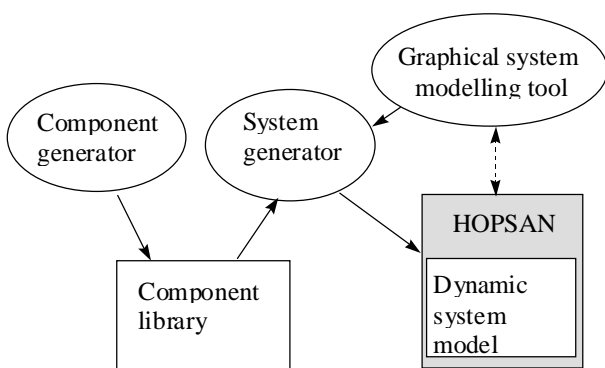 Graphical system
modelling tool
Component
generator
System
generator
HOPSAN
Component
library
Dynamic
system
model